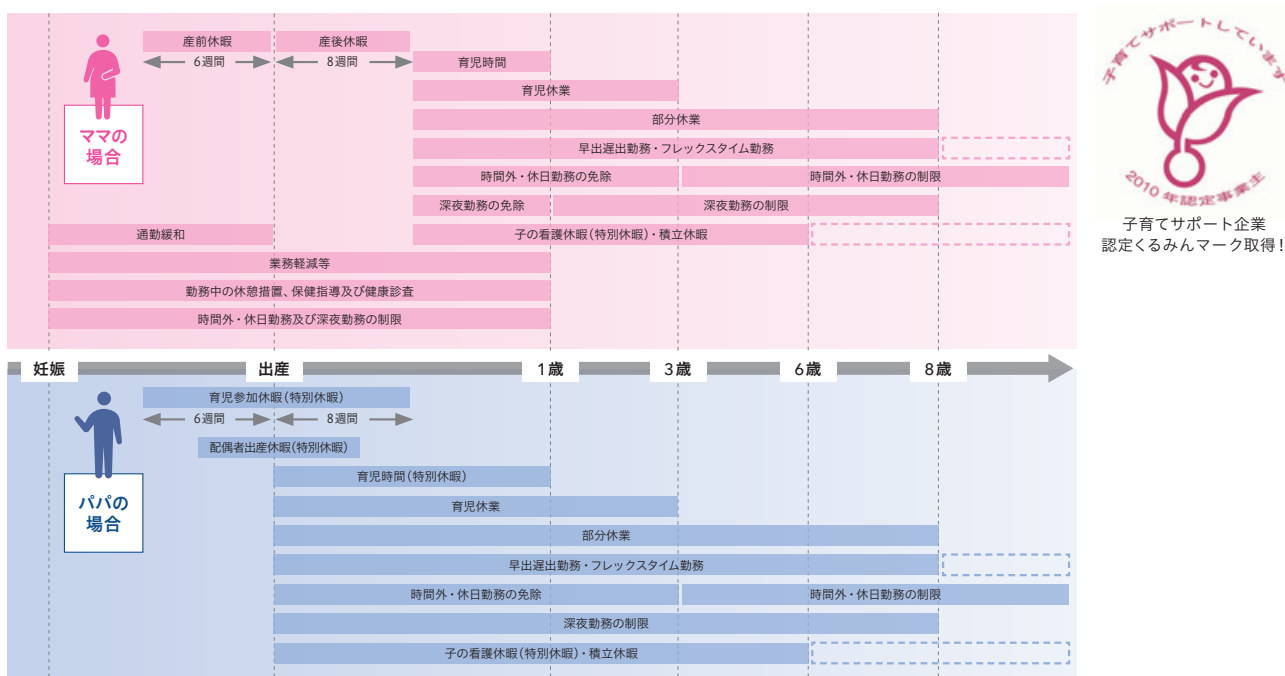 産前休暇
産後休暇
6週間
8週間
育児時間
育児休業
部分休業
ママの
場合
早出遅出勤務・フレックスタイム勤務
時間外・休日勤務の免除
時間外・休日勤務の制限
深夜勤務の免除
深夜勤務の制限
通勤緩和
子の看護休暇(特別休暇)・積立休暇
業務軽減等
勤務中の休憩措置、保健指導及び健康診査
時間外・休日勤務及び深夜勤務の制限
妊娠
出産
1歳
3歳
6歳
8歳
育児参加休暇(特別休暇)
6週間
8週間
配偶者出産休暇(特別休暇)
育児時間(特別休暇)
パパの
場合
育児休業
部分休業
早出遅出勤務・フレックスタイム勤務
時間外・休日勤務の免除
時間外・休日勤務の制限
深夜勤務の制限
子の看護休暇(特別休暇)・積立休暇
子育てサポートしています
2010年認定事業主
子育てサポート企業
認定くるみんマーク取得!